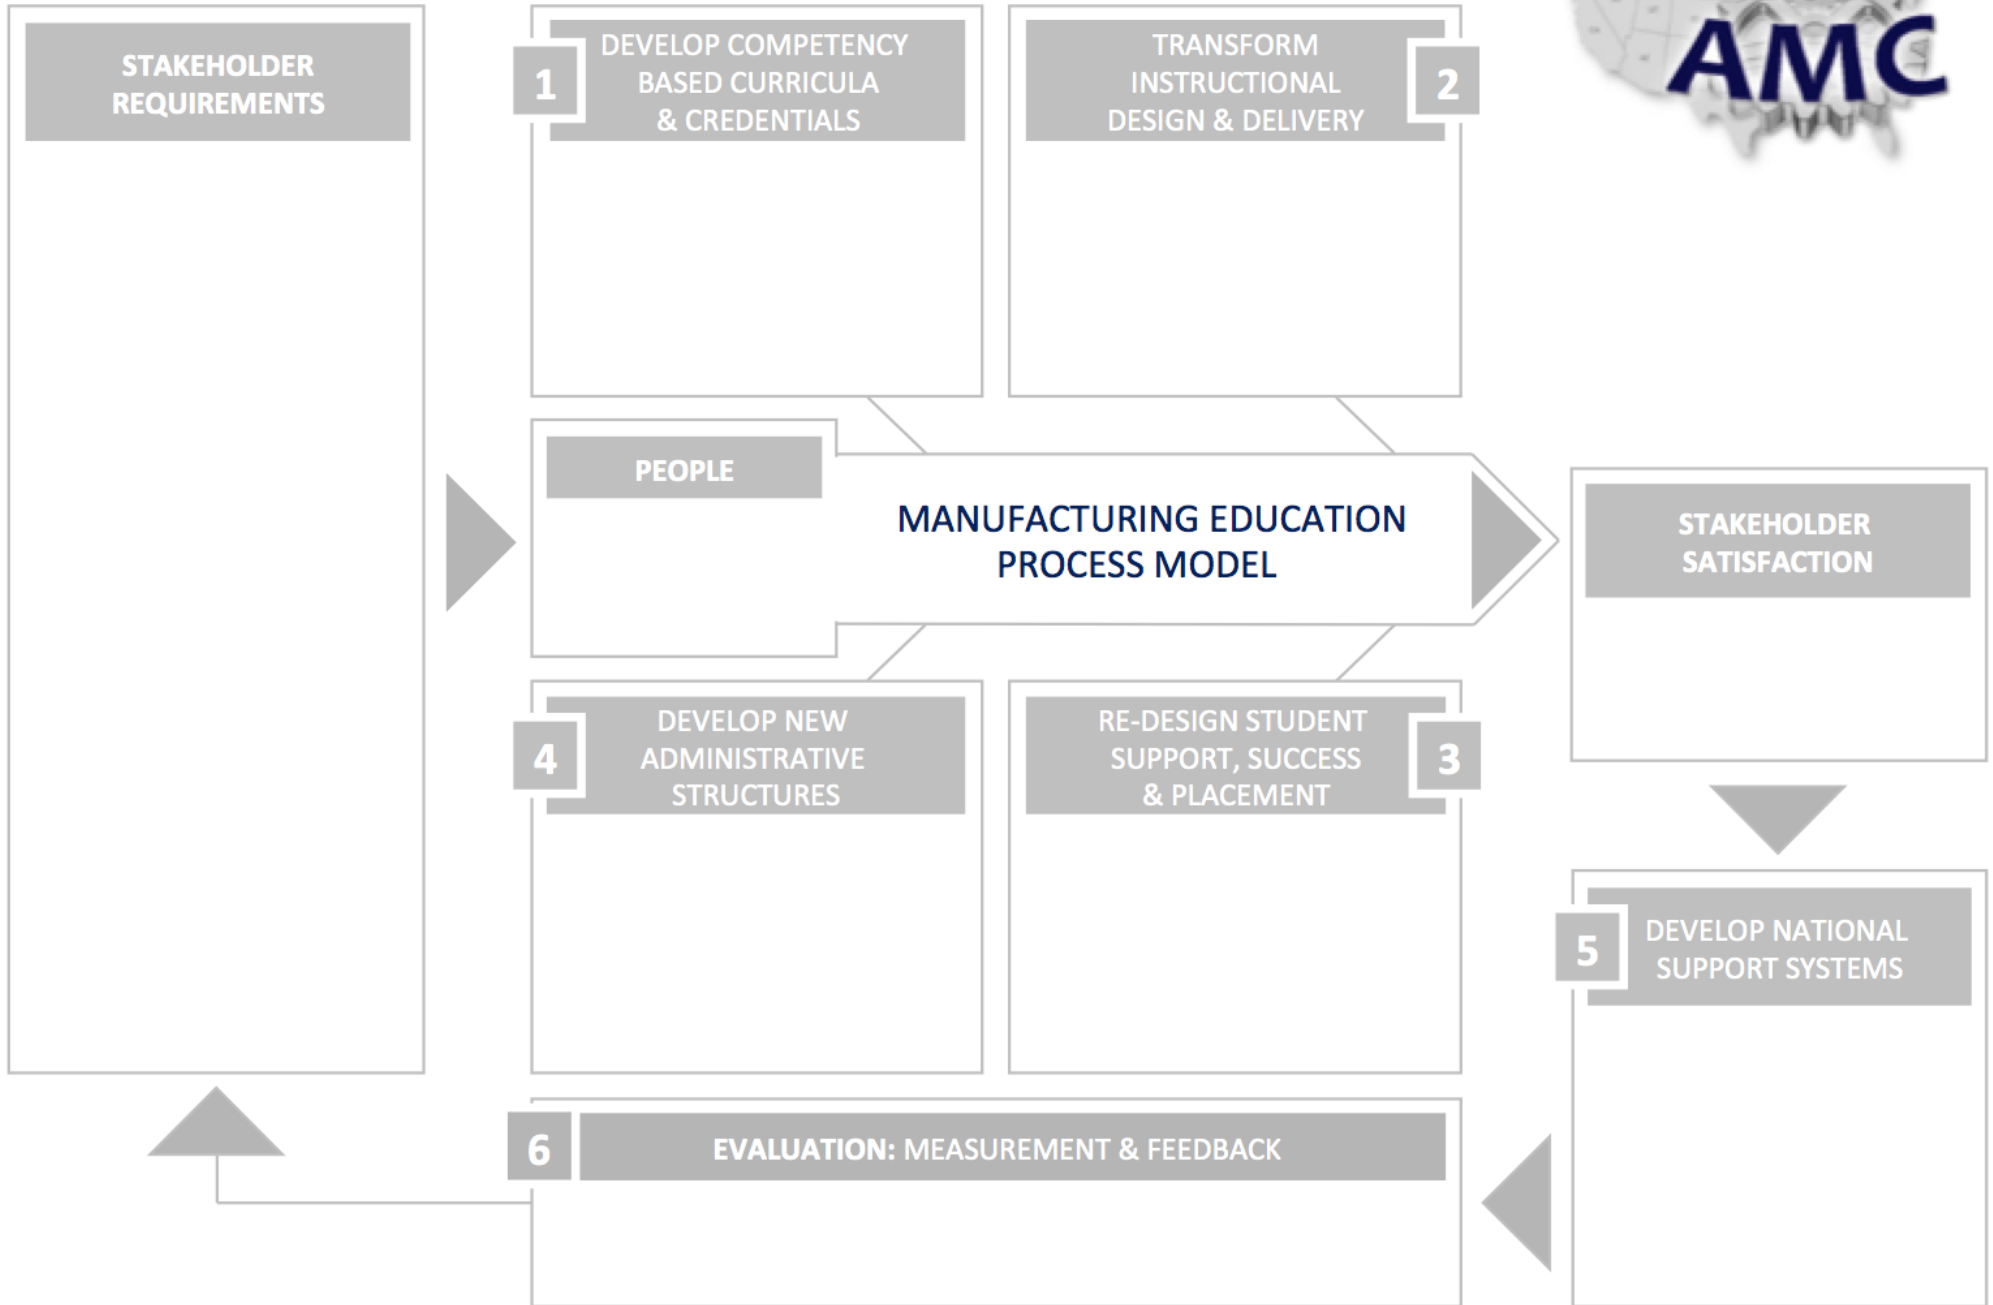 STAKEHOLDER
REQUIREMENTS
1
DEVELOP COMPETENCY
BASED CURRICULA
& CREDENTIALS
TRANSFORM
INSTRUCTIONAL
DESIGN & DELIVERY
2
AMC
PEOPLE
MANUFACTURING EDUCATION
PROCESS MODEL
STAKEHOLDER
SATISFACTION
4
DEVELOP NEW
ADMINISTRATIVE
STRUCTURES
RE-DESIGN STUDENT
SUPPORT, SUCCESS
& PLACEMENT
3
5
DEVELOP NATIONAL
SUPPORT SYSTEMS
6
EVALUATION: MEASUREMENT & FEEDBACK